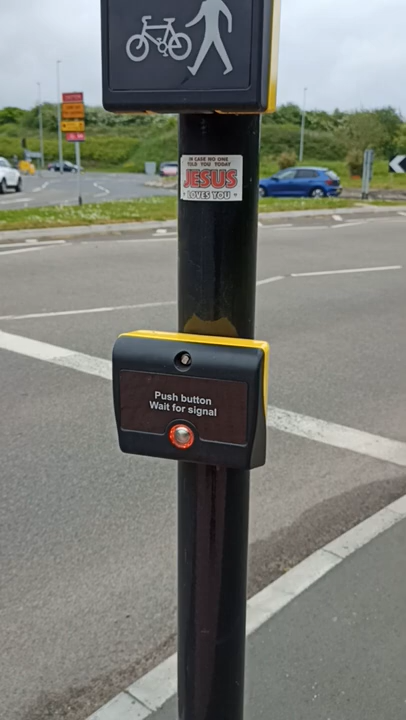 IN CASE NO ONE
TOLD YOU TODAY
JESUS
LOVES YOU
Push button
Wait for signal